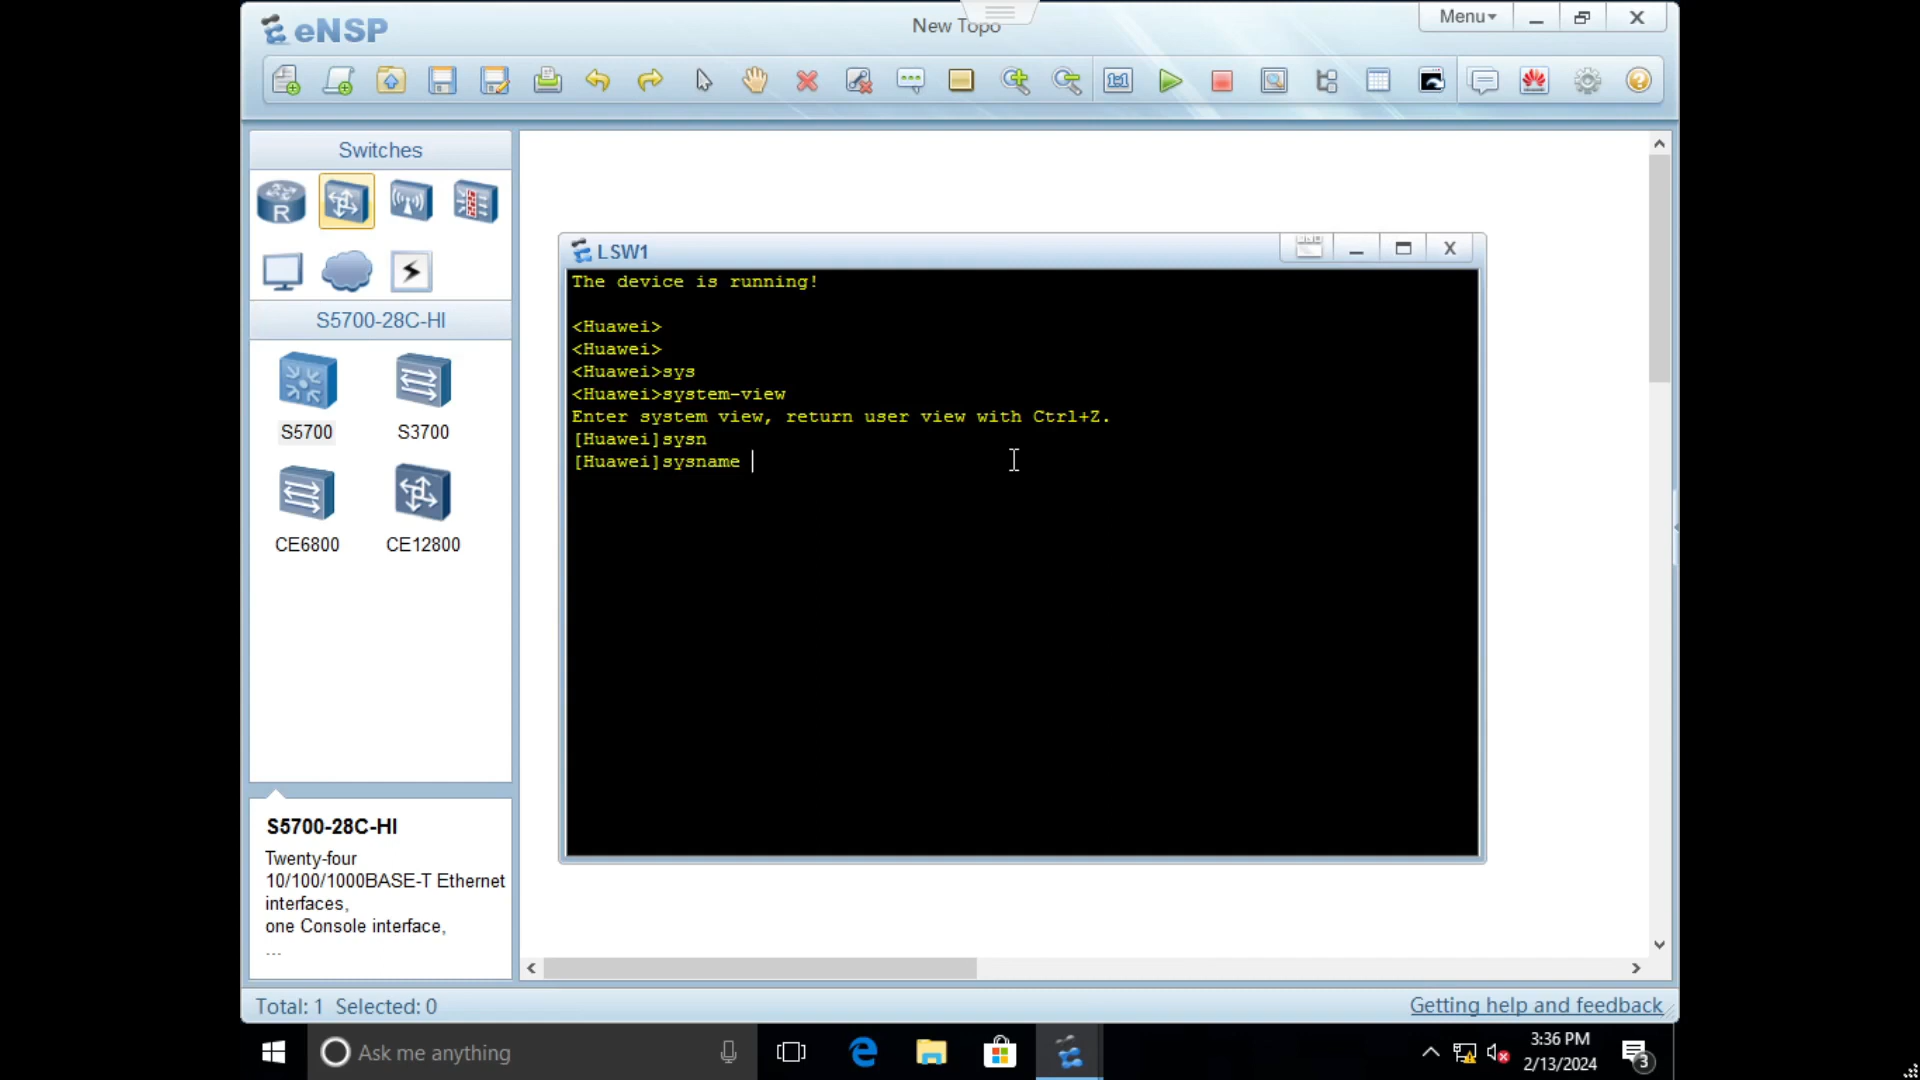 eNSP
New Topo
Menu
Switches
R
S5700-28C-HI
S5700
S3700
CE6800
CE12800
S5700-28C-HI
Twenty-four
10/100/1000BASE-T Ethernet
interfaces,
one Console interface,
...
LSW1
The device is running!
<Huawei>
<Huawei>
<Huawei>sys
<Huawei>system-view
Enter system view, return user view with Ctrl+Z.
[Huawei]sysn
[Huawei]sysname
Total: 1 Selected: 0
Getting help and feedback
Ask me anything
3:36 PM
2/13/2024
3